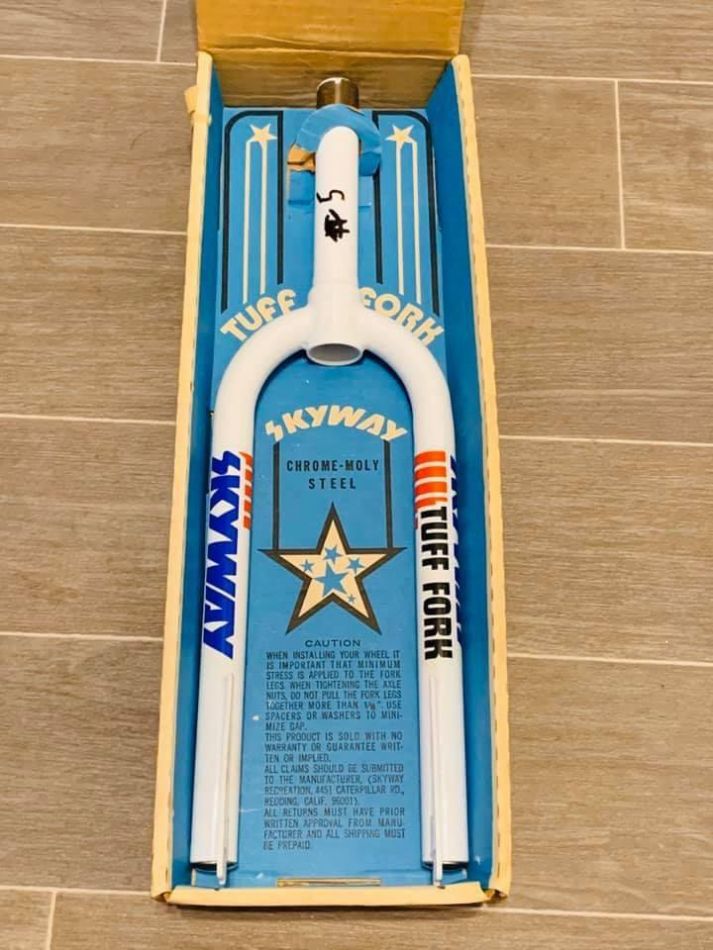 #5
TUFF FORK
SKYWAY
CHROME-MOLY
STEEL
SKYWAY
TUFF FORK
CAUTION
WHEN INSTALLING YOUR WHEEL IT
IS IMPORTANT THAT MINIMUM
STRESS IS APPLIED TO THE FORK
LEGS. WHEN TIGHTENING THE AXLE
NUTS, DO NOT PULL THE FORK LEGS
TOGETHER MORE THAN 1/8". USE
SPACERS OR WASHERS TO MINI-
MIZE GAP.
THIS PRODUCT IS SOLD WITH NO
WARRANTY OR GUARANTEE WRIT-
TEN OR IMPLIED.
ALL CLAIMS SHOULD BE SUBMITTED
TO THE MANUFACTURER, (SKYWAY
RECREATION, 4451 CATERPILLAR RD.,
REDDING, CALIF. 96001).
ALL RETURNS MUST HAVE PRIOR
WRITTEN APPROVAL FROM MANU-
FACTURER AND ALL SHIPPING MUST
BE PREPAID.